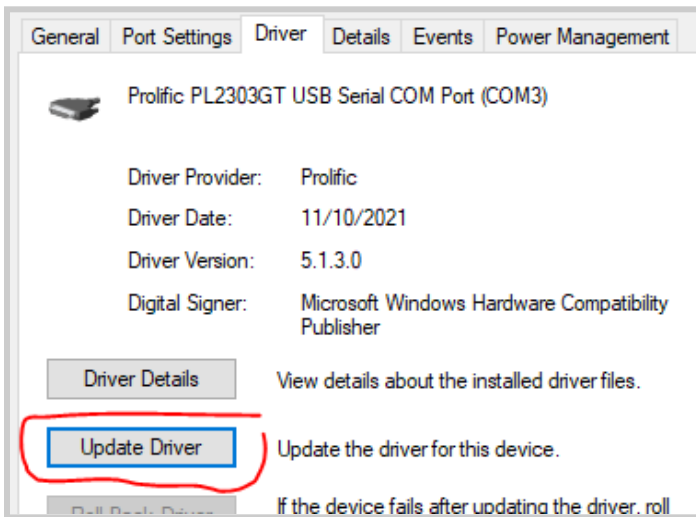 General Port Settings Driver Details Events Power Management
Prolific PL2303GT USB Serial COM Port (COM3)
Driver Provider: Prolific
Driver Date: 11/10/2021
Driver Version: 5.1.3.0
Digital Signer: Microsoft Windows Hardware Compatibility
Publisher
Driver Details View details about the installed driver files.
Update Driver Update the driver for this device.
Roll Back Driver If the device fails after updating the driver, roll